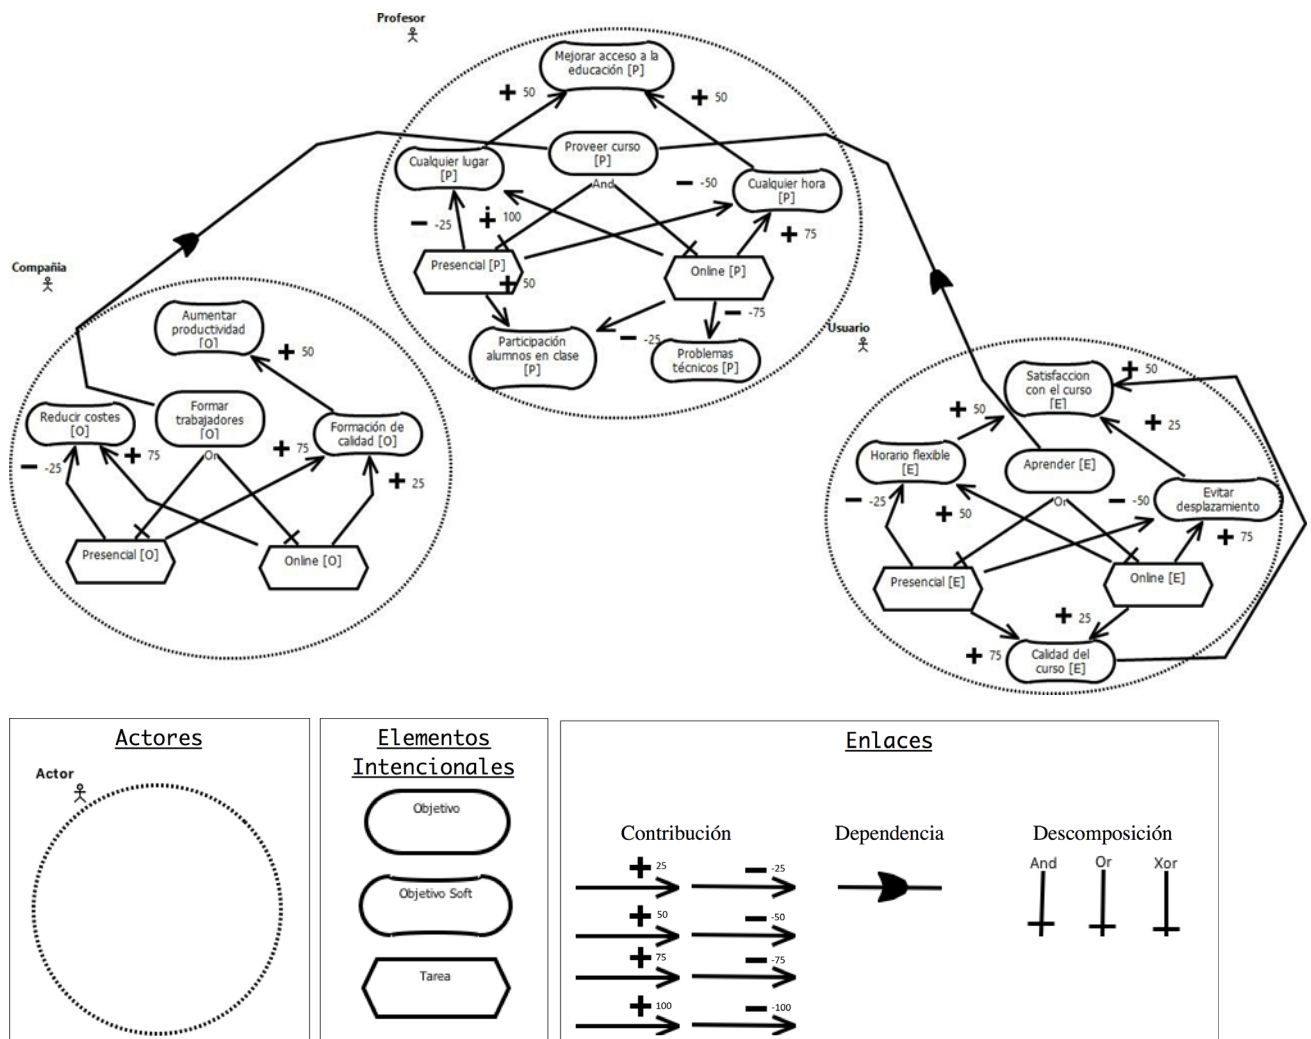 Profesor
Mejorar acceso a la
educación [P]
+ 50
+ 50
Proveer curso
[P]
And
Cualquier lugar
[P]
- -50
Cualquier hora
[P]
- -25
+ 100
+ 75
Presencial [P]
Online [P]
+ 50
- -75
- -25
Participación
alumnos en clase
[P]
Problemas
técnicos [P]
Compañia
Aumentar
productividad
[O]
+ 50
Reducir costes
[O]
Formar
trabajadores
[O]
Or
Formación de
calidad [O]
- -25
+ 75
+ 75
+ 25
Presencial [O]
Online [O]
Usuario
Satisfaccion
con el curso
[E]
+ 50
+ 50
+ 25
Horario flexible
[E]
Aprender [E]
Or
Evitar
desplazamiento
- -25
+ 50
- -50
+ 75
Presencial [E]
Online [E]
+ 25
+ 75
Calidad del
curso [E]
Actores
Actor
Elementos
Intencionales
Objetivo
Objetivo Soft
Tarea
Enlaces
Contribución
Dependencia
Descomposición
+ 25
- -25
+ 50
- -50
+ 75
- -75
+ 100
- -100
And
Or
Xor